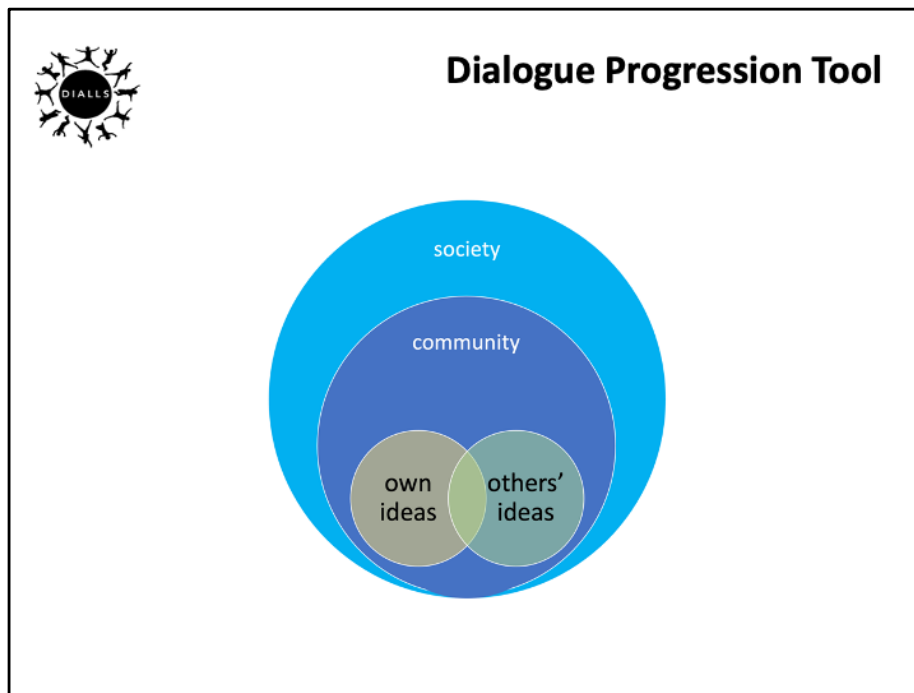 DIALLS
Dialogue Progression Tool
society
community
own
ideas
others’
ideas